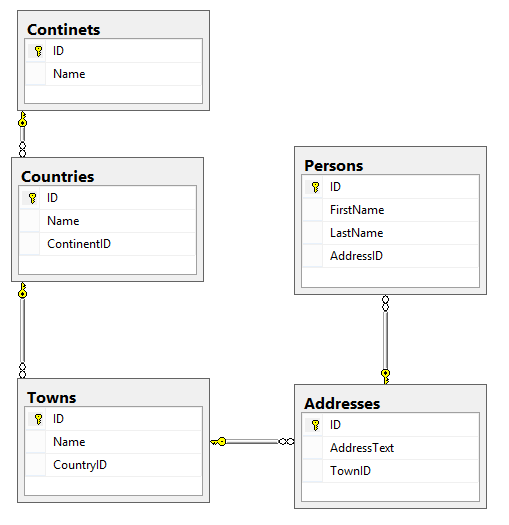 Continets
ID
Name
Countries
ID
Name
ContinentID
Persons
ID
FirstName
LastName
AddressID
Towns
ID
Name
CountryID
Addresses
ID
AddressText
TownID